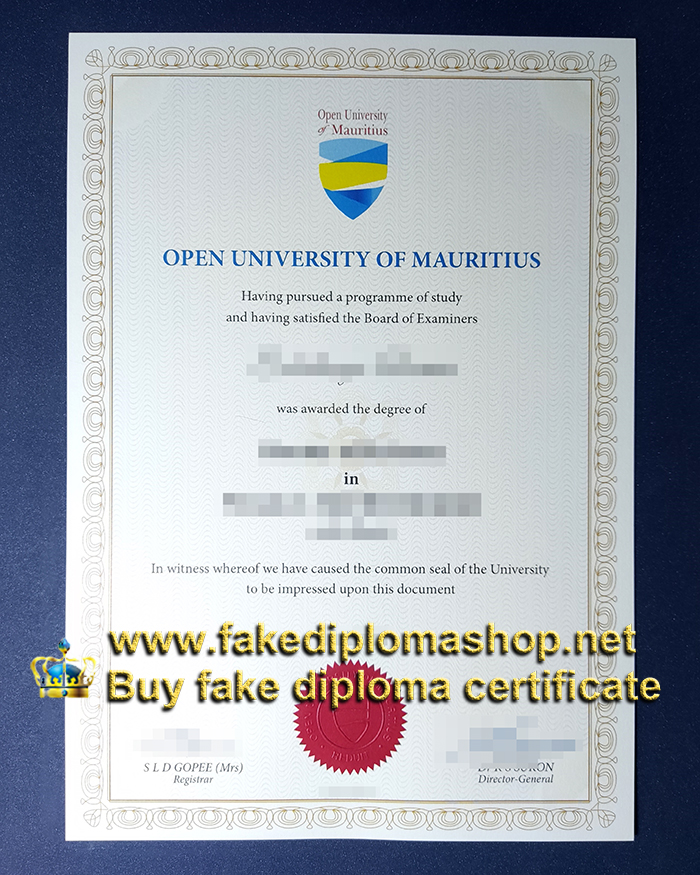 Open University
of Mauritius
OPEN UNIVERSITY OF MAURITIUS
Having pursued a programme of study
and having satisfied the Board of Examiners
was awarded the degree of
in
In witness whereof we have caused the common seal of the University
to be impressed upon this document
www.fakediplomashop.net
Buy fake diploma certificate
S L D GOPEE (Mrs)
Registrar
Director-General